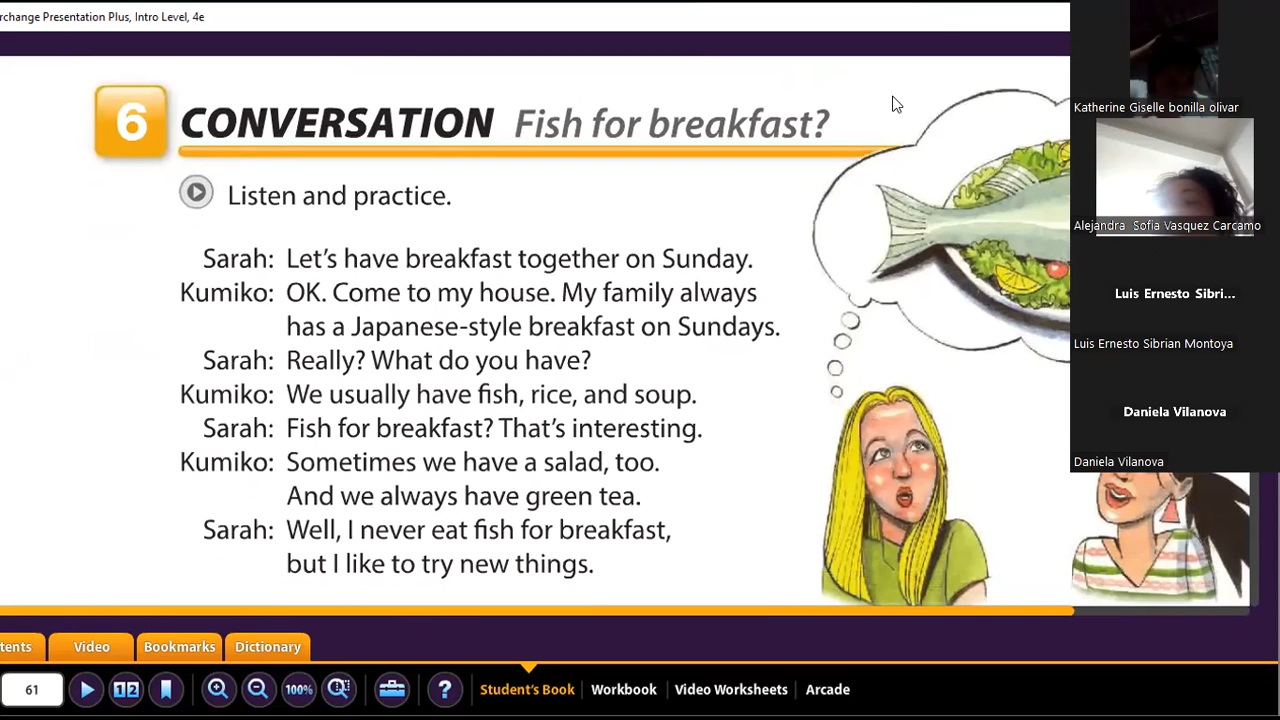 rchange Presentation Plus, Intro Level, 4e
6 CONVERSATION Fish for breakfast?
Listen and practice.
Sarah: Let's have breakfast together on Sunday.
Kumiko: OK. Come to my house. My family always
has a Japanese-style breakfast on Sundays.
Sarah: Really? What do you have?
Kumiko: We usually have fish, rice, and soup.
Sarah: Fish for breakfast? That's interesting.
Kumiko: Sometimes we have a salad, too.
And we always have green tea.
Sarah: Well, I never eat fish for breakfast,
but I like to try new things.
Katherine Giselle bonilla olivar
Alejandra Sofia Vasquez Carcamo
Luis Ernesto Sibri...
Luis Ernesto Sibrian Montoya
Daniela Vilanova
Daniela Vilanova
tents Video Bookmarks Dictionary
61 1 2 100% ? Student's Book Workbook Video Worksheets Arcade